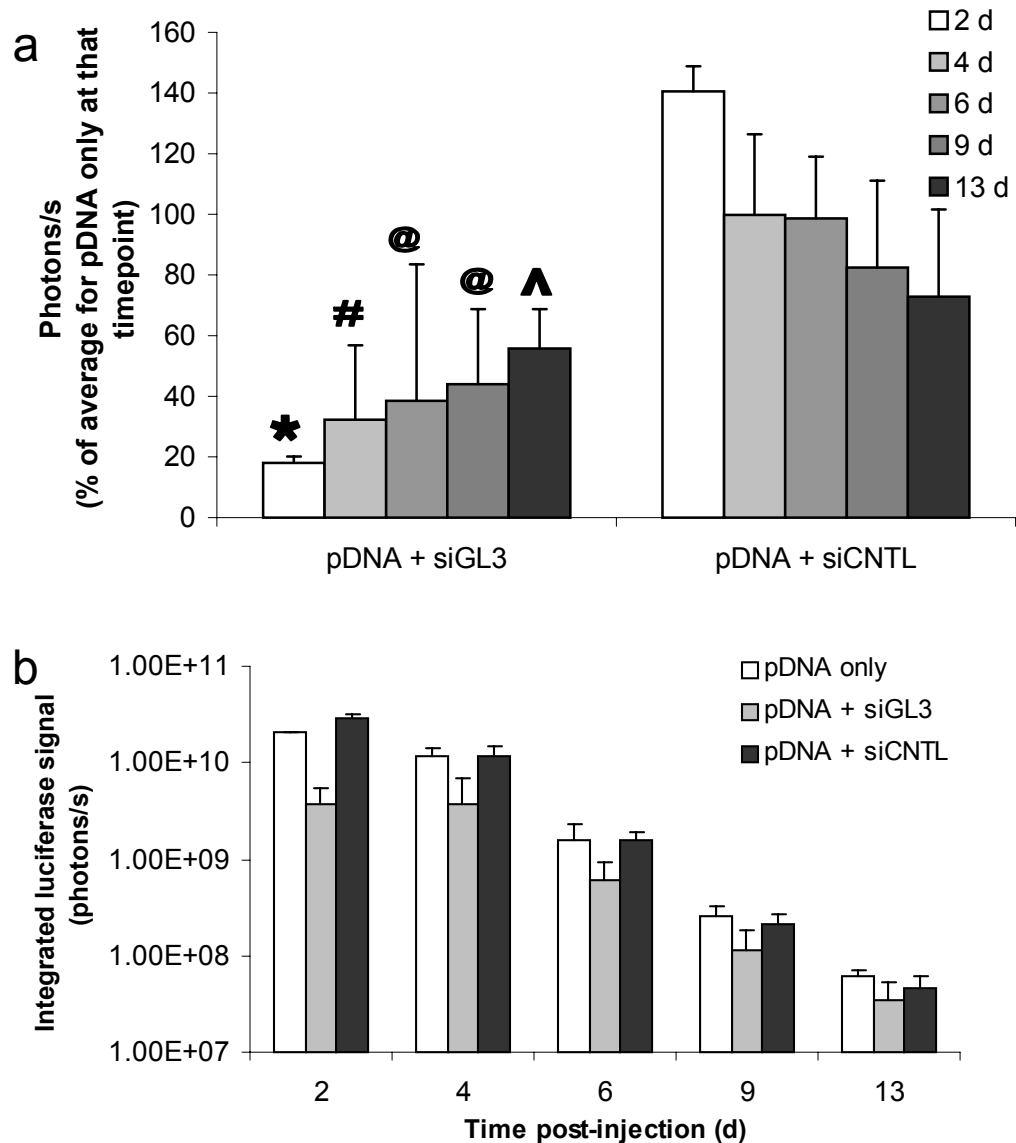 a
Photons/s
(% of average for pDNA only at that
timepoint)
160
140
120
100
80
60
40
20
0
*
#
@
@
^
2 d
4 d
6 d
9 d
13 d
pDNA + siGL3
pDNA + siCNTL
b
Integrated luciferase signal
(photons/s)
1.00E+11
1.00E+10
1.00E+09
1.00E+08
1.00E+07
pDNA only
pDNA + siGL3
pDNA + siCNTL
2
4
6
9
13
Time post-injection (d)